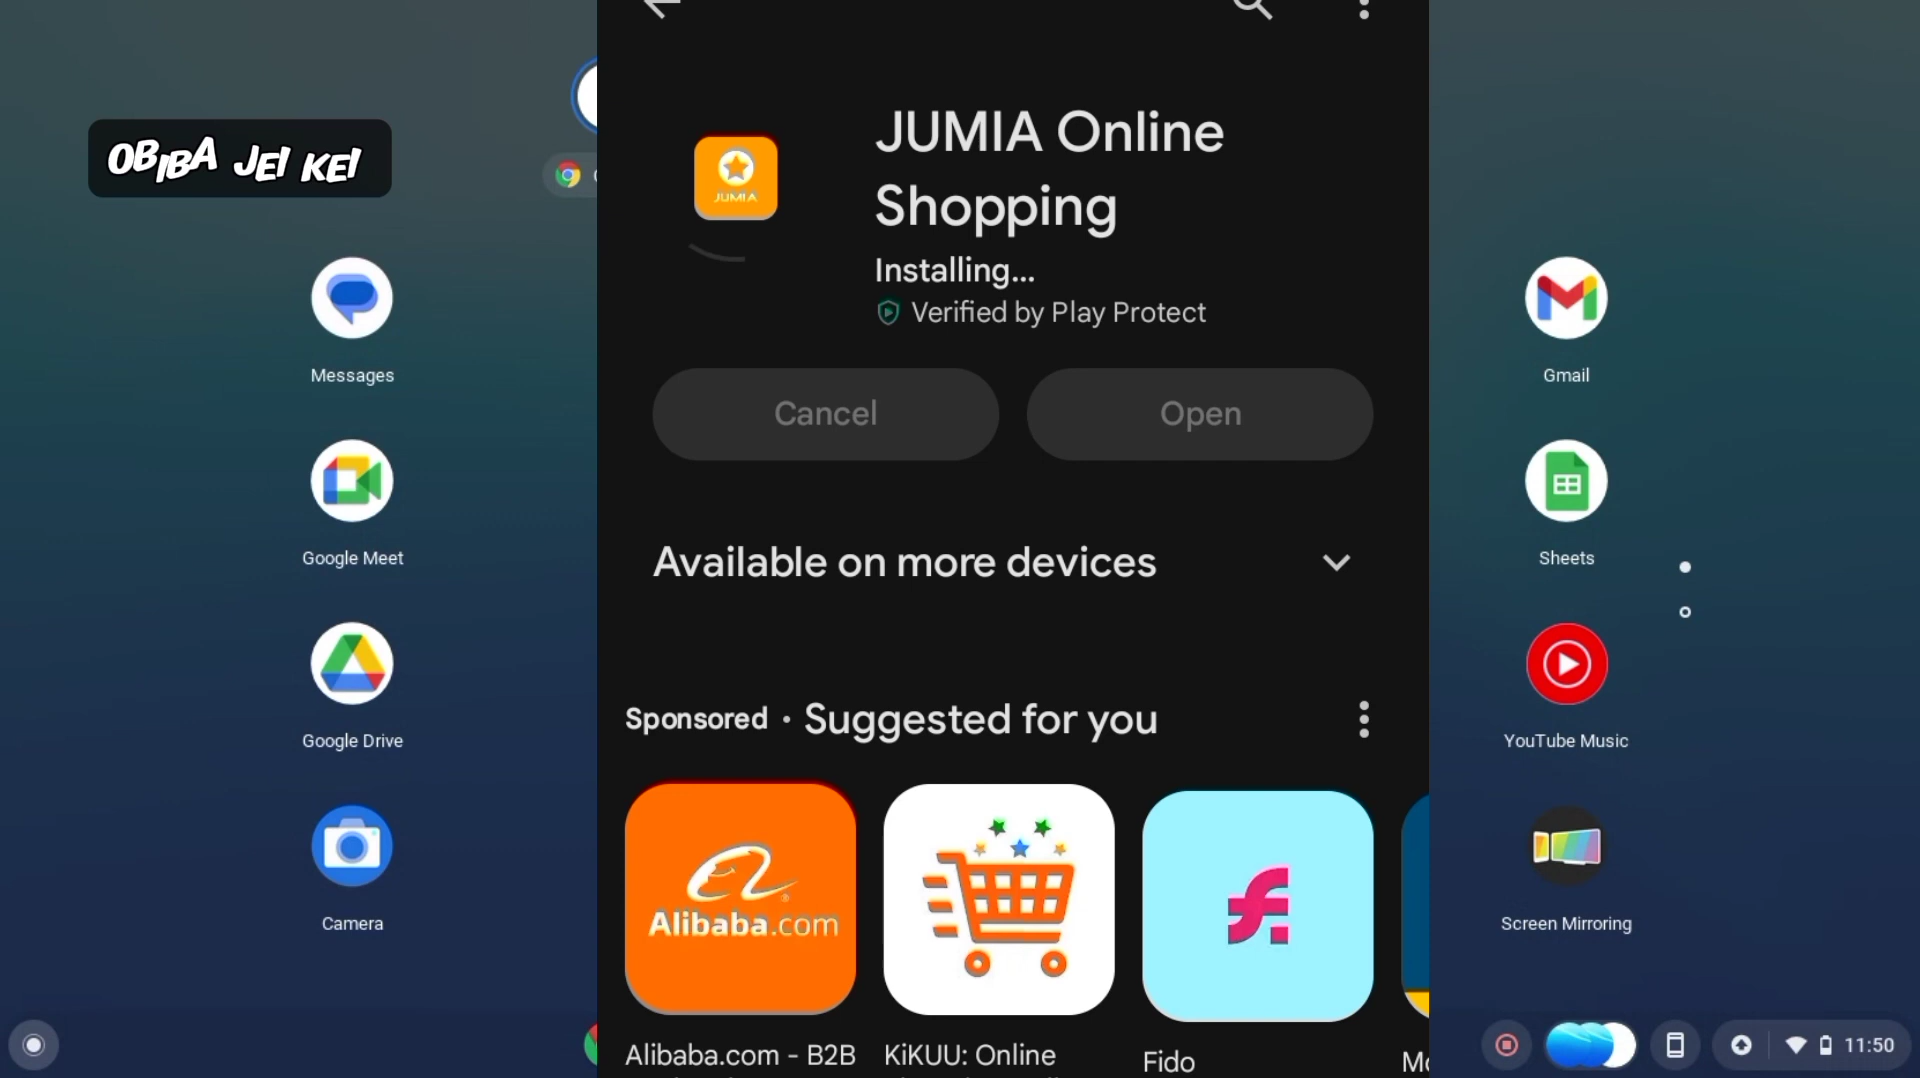 OBIBA JEI KEI
Messages
Google Meet
Google Drive
Camera
JUMIA Online
Shopping
JUMIA
Installing...
Verified by Play Protect
Cancel
Open
Available on more devices
Sponsored • Suggested for you
Alibaba.com
Alibaba.com - B2B
KiKUU: Online
Fido
Gmail
Sheets
YouTube Music
Screen Mirroring
11:50